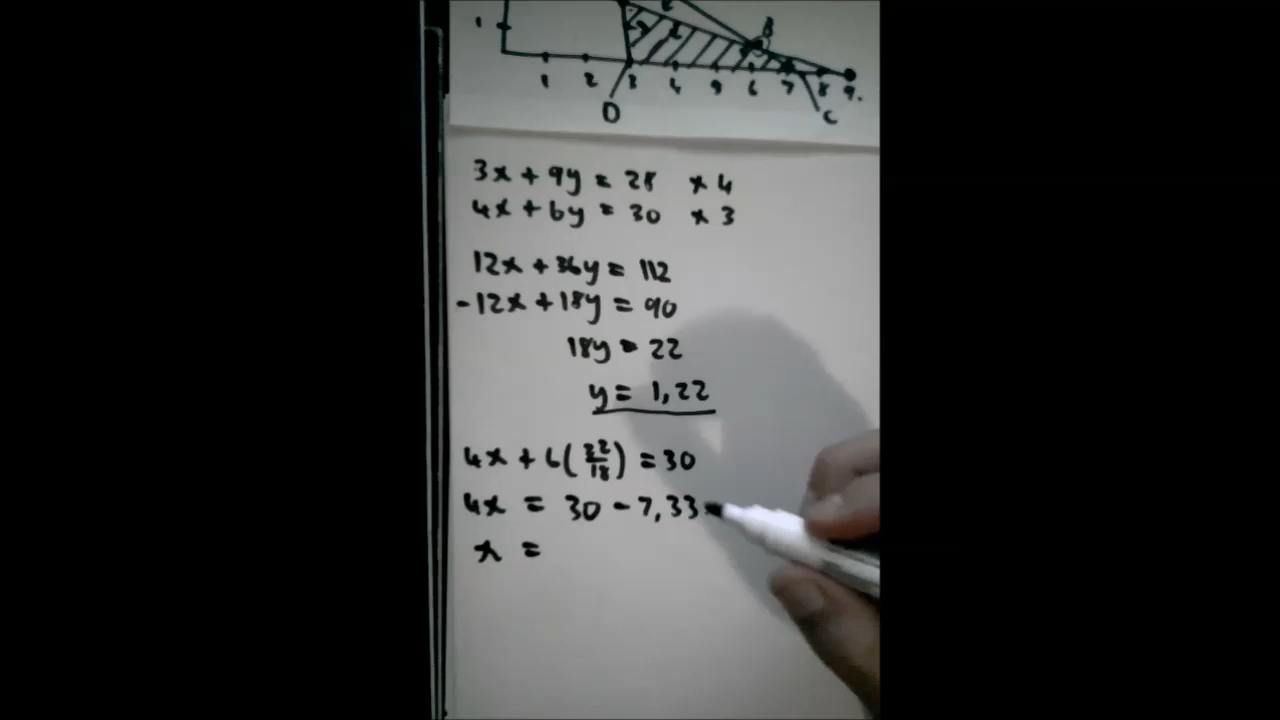 1
B
1 2 3 4 5 6 7 8 9.
D C
3x + 9y = 28 × 4
4x + 6y = 30 × 3
12x + 36y = 112
-12x + 18y = 90
18y = 22
y = 1,22
4x + 6(22/18) = 30
4x = 30 - 7,33
x =